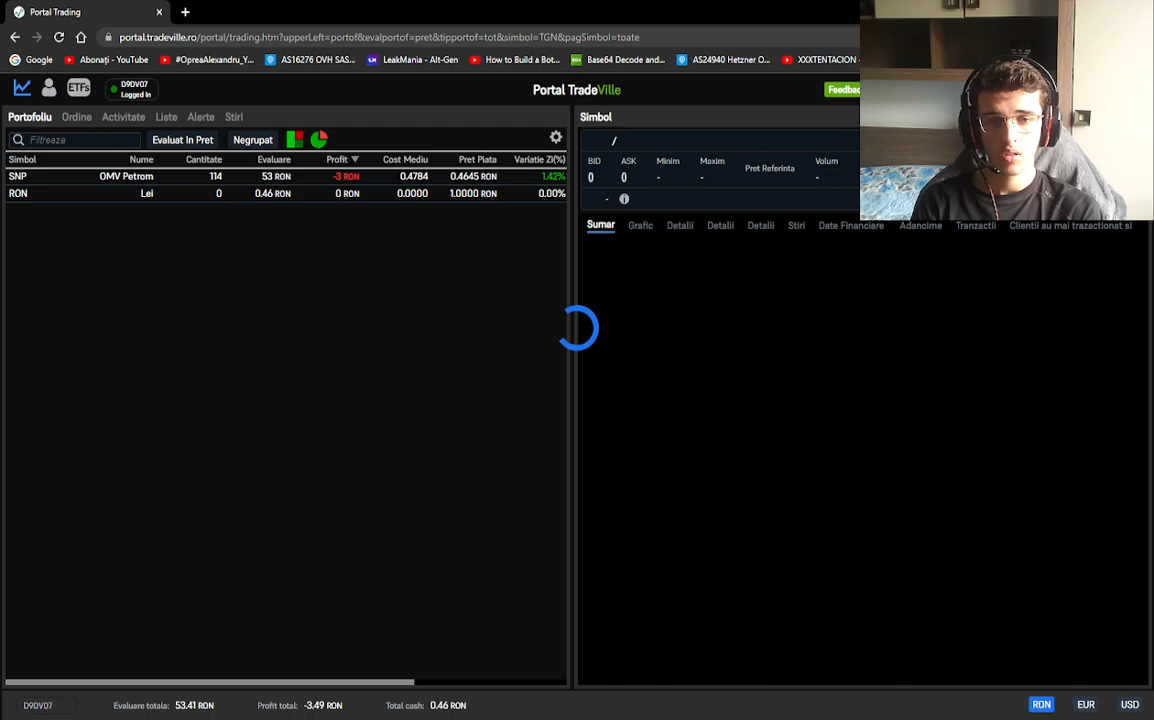 Portal Trading
portal.tradeville.ro/portal/trading.htm?upperLeft=portof&evalportof=pret&tipportof=tot&simbol=TGN&pagSimbol=toate
Google Abonați - YouTube #OpreaAlexandru_Y... AS16276 OVH SAS... LeakMania - Alt-Gen How to Build a Bot... Base64 Decode and... AS24940 Hetzner O... XXXTENTACION
ETFs D9DV07 Portal TradeVille Feedbac
Logged In
Portofoliu Ordine Activitate Liste Alerte Stiri Simbol
Filtreaza Evaluat In Pret Negrupat /
Simbol Nume Cantitate Evaluare Profit Cost Mediu Pret Piata Variatie Zi(%) BID ASK Minim Maxim Pret Referinta Volum
SNP OMV Petrom 114 53 RON -3 RON 0.4784 0.4645 RON 1.42% 0 0 - - -
RON Lei 0 0.46 RON 0 RON 0.0000 1.0000 RON 0.00% -
Sumar Grafic Detalii Detalii Detalii Stiri Date Financiare Adancime Tranzactii Clientii au mai trazactionat si
D9DV07 Evaluare totala: 53.41 RON Profit total: -3.49 RON Total cash: 0.46 RON RON EUR USD